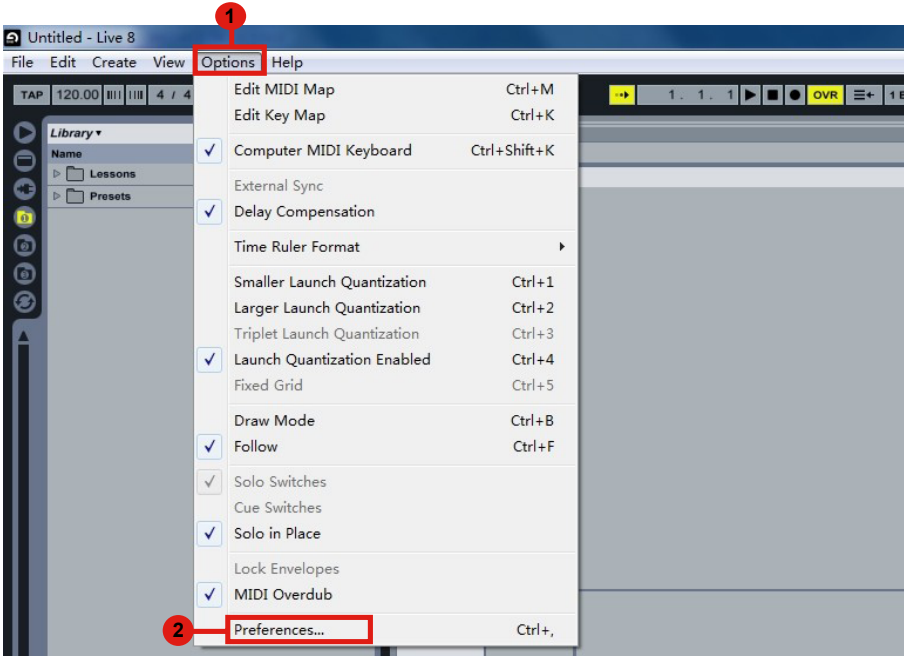 1
Untitled - Live 8
File Edit Create View Options Help
TAP 120.00 4 / 4 1. 1. 1 OVR
Library
Name
Lessons
Presets
Edit MIDI Map Ctrl+M
Edit Key Map Ctrl+K
Computer MIDI Keyboard Ctrl+Shift+K
External Sync
Delay Compensation
Time Ruler Format
Smaller Launch Quantization Ctrl+1
Larger Launch Quantization Ctrl+2
Triplet Launch Quantization Ctrl+3
Launch Quantization Enabled Ctrl+4
Fixed Grid Ctrl+5
Draw Mode Ctrl+B
Follow Ctrl+F
Solo Switches
Cue Switches
Solo in Place
Lock Envelopes
MIDI Overdub
2 Preferences... Ctrl+,